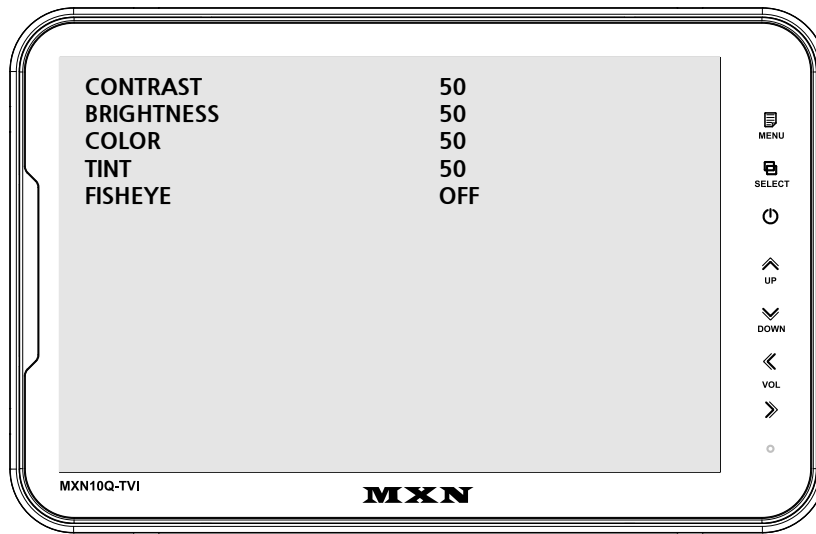 CONTRAST 50
BRIGHTNESS 50
COLOR 50
TINT 50
FISHEYE OFF
MENU
SELECT
UP
DOWN
VOL
MXN10Q-TVI
MXN